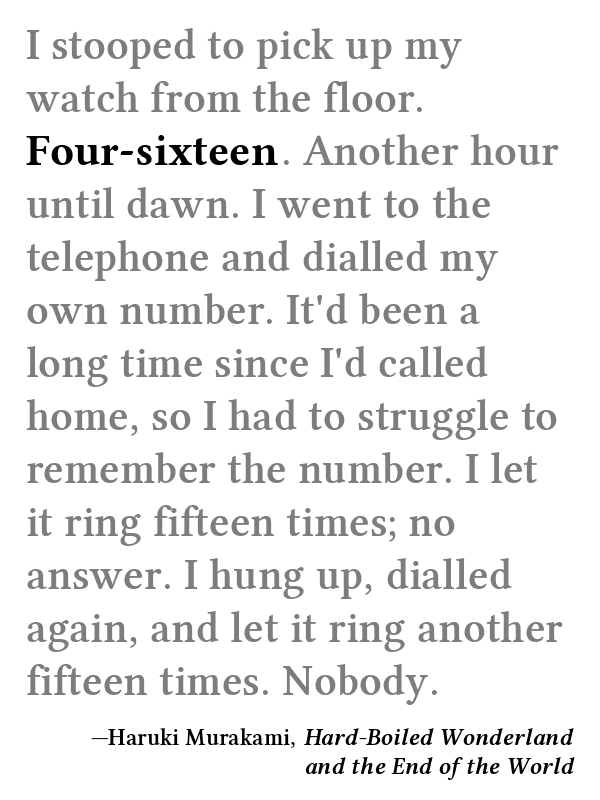 I stooped to pick up my
watch from the floor.
Four-sixteen. Another hour
until dawn. I went to the
telephone and dialled my
own number. It'd been a
long time since I'd called
home, so I had to struggle to
remember the number. I let
it ring fifteen times; no
answer. I hung up, dialled
again, and let it ring another
fifteen times. Nobody.
—Haruki Murakami, Hard-Boiled Wonderland
and the End of the World